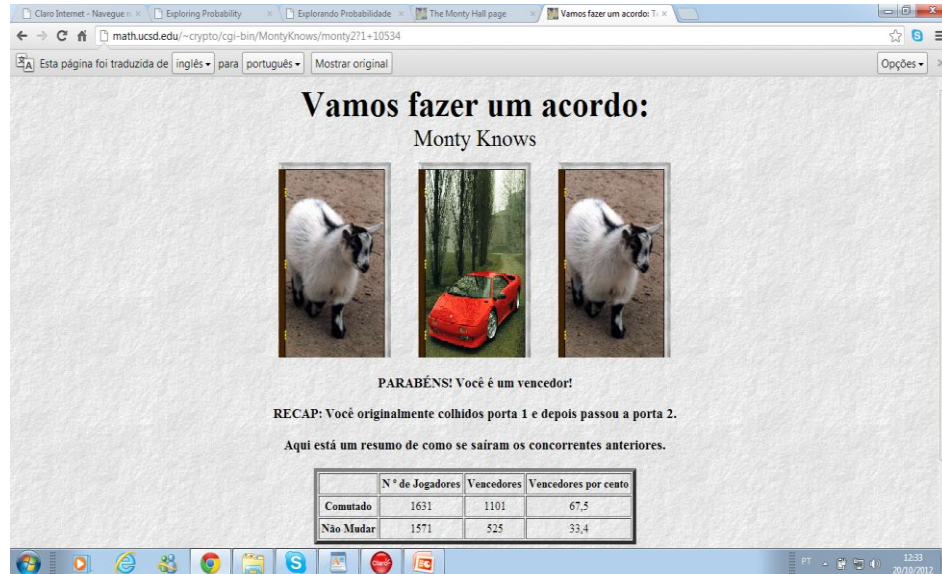 Claro Internet - Navegue n
Exploring Probability
Explorando Probabilidade
The Monty Hall page
Vamos fazer um acordo: T
math.ucsd.edu/~crypto/cgi-bin/MontyKnows/monty2?1+10534
Esta página foi traduzida de inglês para português Mostrar original Opções
Vamos fazer um acordo:
Monty Knows
PARABÉNS! Você é um vencedor!
RECAP: Você originalmente colhidos porta 1 e depois passou a porta 2.
Aqui está um resumo de como se saíram os concorrentes anteriores.
N º de Jogadores Vencedores Vencedores por cento
Comutado 1631 1101 67,5
Não Mudar 1571 525 33,4
PT 12:33
20/10/2012